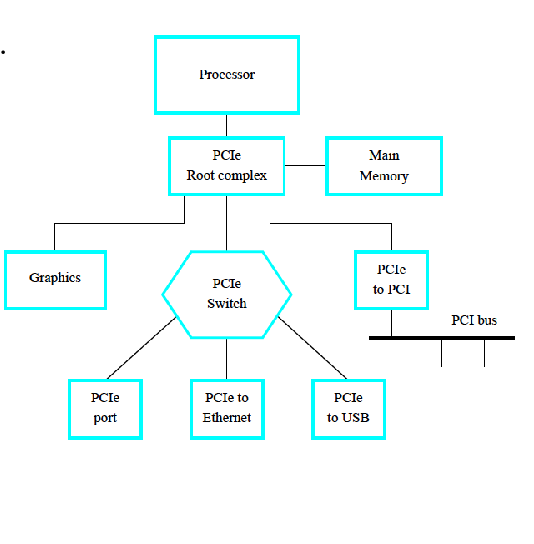 Processor
PCIe
Root complex
Main
Memory
Graphics
PCIe
Switch
PCIe
to PCI
PCI bus
PCIe
port
PCIe to
Ethernet
PCIe
to USB